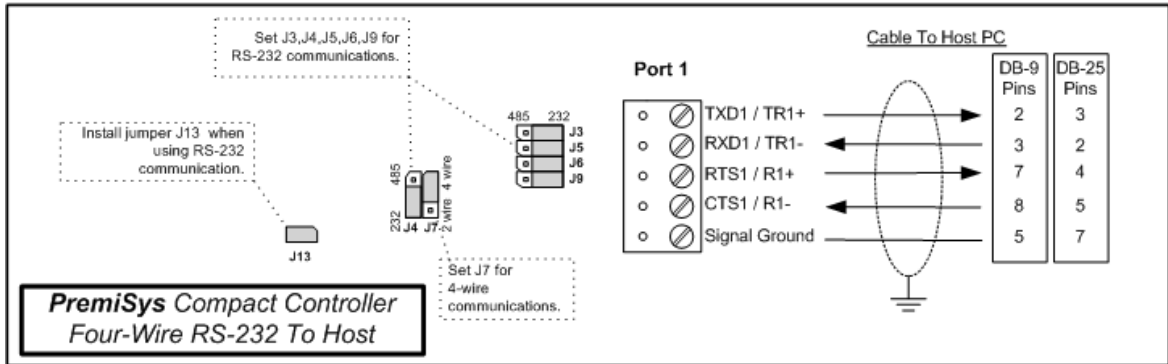 Set J3,J4,J5,J6,J9 for
RS-232 communications.
Install jumper J13 when
using RS-232
communication.
J13
485 232
J3
J5
J6
J9
485
232
4 wire
2 wire
J4 J7
Set J7 for
4-wire
communications.
PremiSys Compact Controller
Four-Wire RS-232 To Host
Port 1
Cable To Host PC
DB-9 DB-25
Pins Pins
TXD1 / TR1+ 2 3
RXD1 / TR1- 3 2
RTS1 / R1+ 7 4
CTS1 / R1- 8 5
Signal Ground 5 7